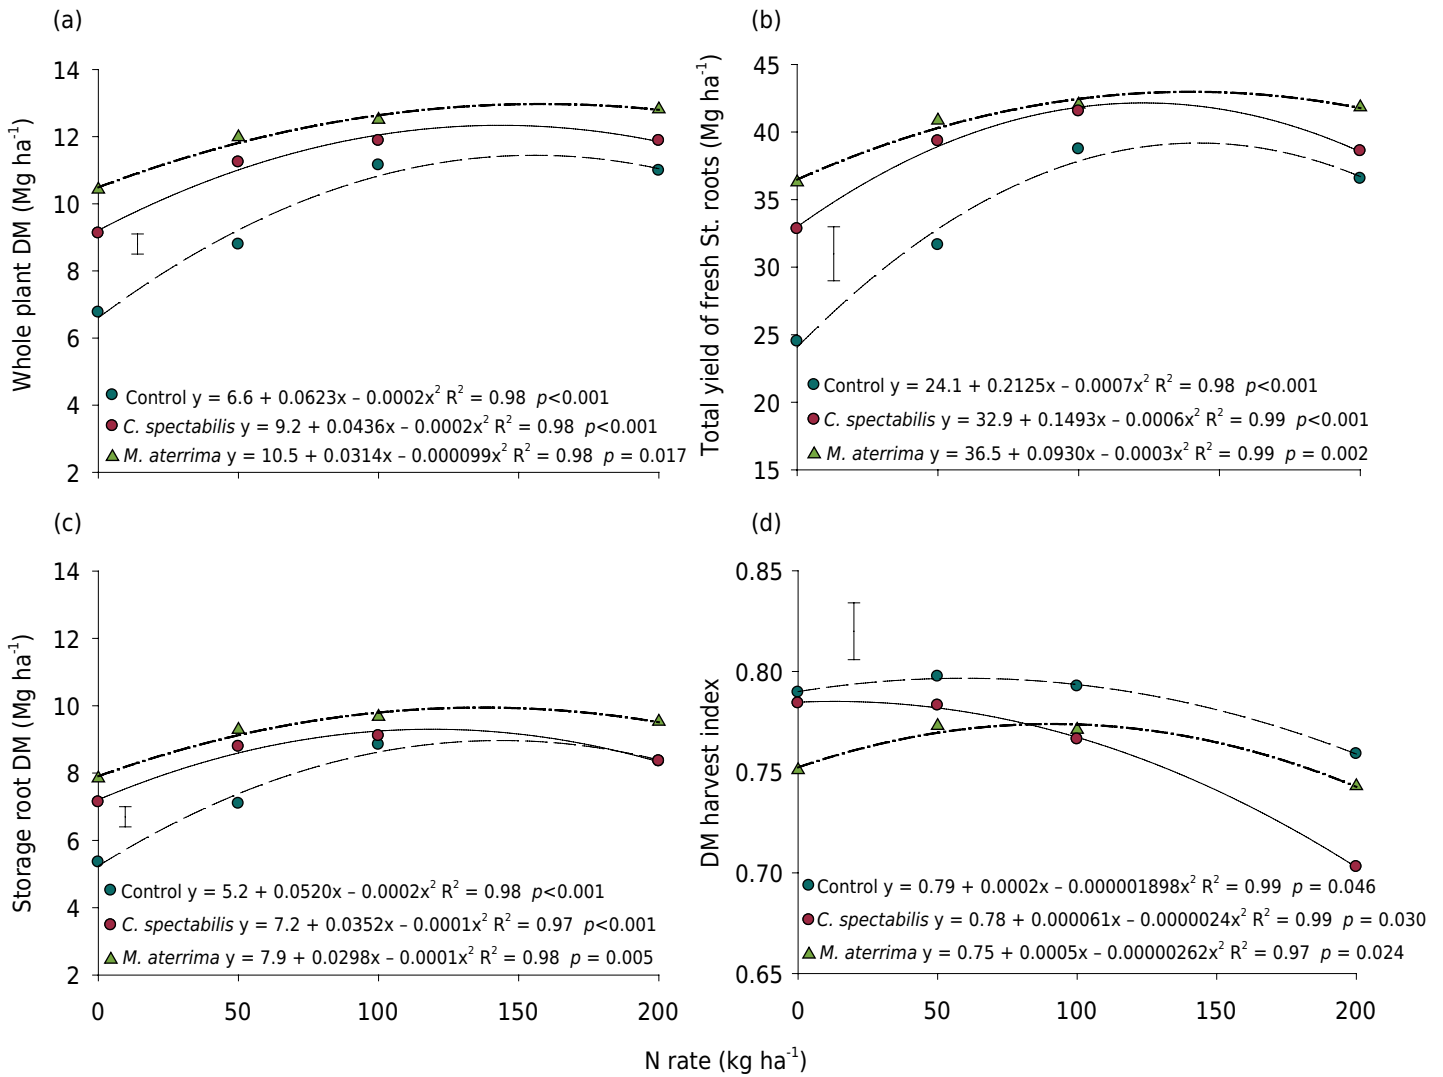 (a)
14
12
10
8
6
4
2
Whole plant DM (Mg ha⁻¹)
Control y = 6.6 + 0.0623x – 0.0002x² R² = 0.98 p<0.001
C. spectabilis y = 9.2 + 0.0436x – 0.0002x² R² = 0.98 p<0.001
M. aterrima y = 10.5 + 0.0314x – 0.000099x² R² = 0.98 p = 0.017
(b)
45
40
35
30
25
20
15
Total yield of fresh St. roots (Mg ha⁻¹)
Control y = 24.1 + 0.2125x – 0.0007x² R² = 0.98 p<0.001
C. spectabilis y = 32.9 + 0.1493x – 0.0006x² R² = 0.99 p<0.001
M. aterrima y = 36.5 + 0.0930x – 0.0003x² R² = 0.99 p = 0.002
(c)
14
12
10
8
6
4
2
Storage root DM (Mg ha⁻¹)
Control y = 5.2 + 0.0520x – 0.0002x² R² = 0.98 p<0.001
C. spectabilis y = 7.2 + 0.0352x – 0.0001x² R² = 0.97 p<0.001
M. aterrima y = 7.9 + 0.0298x – 0.0001x² R² = 0.98 p = 0.005
0 50 100 150 200
(d)
0.85
0.80
0.75
0.70
0.65
DM harvest index
Control y = 0.79 + 0.0002x – 0.000001898x² R² = 0.99 p = 0.046
C. spectabilis y = 0.78 + 0.000061x – 0.0000024x² R² = 0.99 p = 0.030
M. aterrima y = 0.75 + 0.0005x – 0.00000262x² R² = 0.97 p = 0.024
0 50 100 150 200
N rate (kg ha⁻¹)